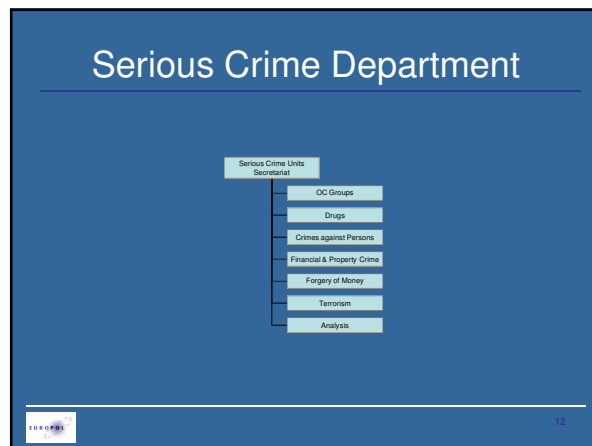 Serious Crime Department
Serious Crime Units
Secretariat
OC Groups
Drugs
Crimes against Persons
Financial & Property Crime
Forgery of Money
Terrorism
Analysis
EUROPOL
12